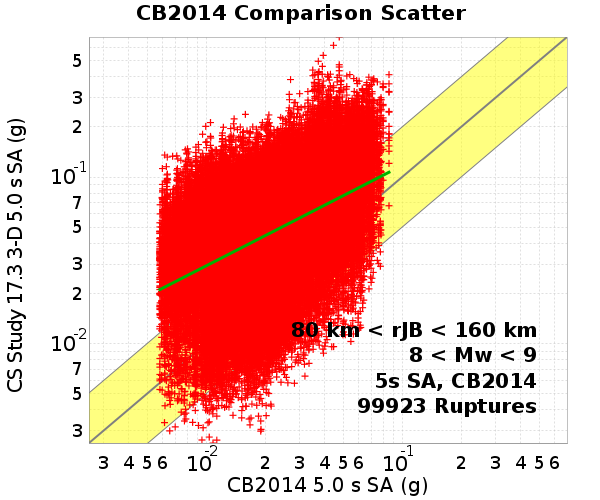 CB2014 Comparison Scatter
CS Study 17.3 3-D 5.0 s SA (g)
5
3
2
10-1
7
5
3
2
10-2
7
5
3
80 km < rJB < 160 km
8 < Mw < 9
5s SA, CB2014
99923 Ruptures
3 4 5 6 10-2 2 3 4 5 6 10-1 2 3 4 5 6
CB2014 5.0 s SA (g)